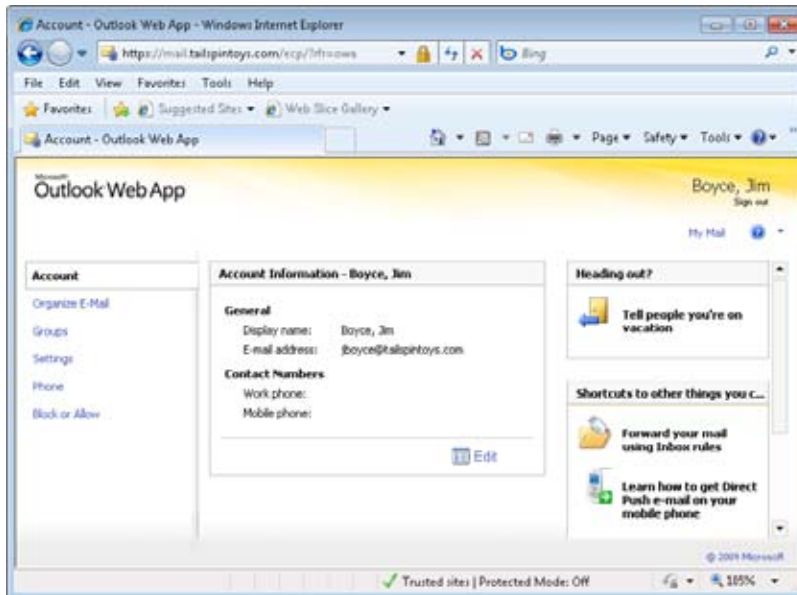 Account - Outlook Web App - Windows Internet Explorer
https://mail.tailspintoys.com/ecp/?rfr=owa
Bing
File Edit View Favorites Tools Help
Favorites Suggested Sites Web Slice Gallery
Account - Outlook Web App
Page Safety Tools
Microsoft
Outlook Web App
Boyce, Jim
Sign out
My Mail
Account
Organize E-Mail
Groups
Settings
Phone
Block or Allow
Account Information - Boyce, Jim
General
Display name: Boyce, Jim
E-mail address: jboyce@tailspintoys.com
Contact Numbers
Work phone:
Mobile phone:
Edit
Heading out?
Tell people you're on
vacation
Shortcuts to other things you c...
Forward your mail
using Inbox rules
Learn how to get Direct
Push e-mail on your
mobile phone
© 2009 Microsoft
Trusted sites | Protected Mode: Off
105%